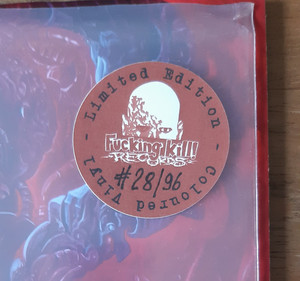 - Limited Edition -
Fucking Kill
RECORDS
#28/96
Coloured Vinyl